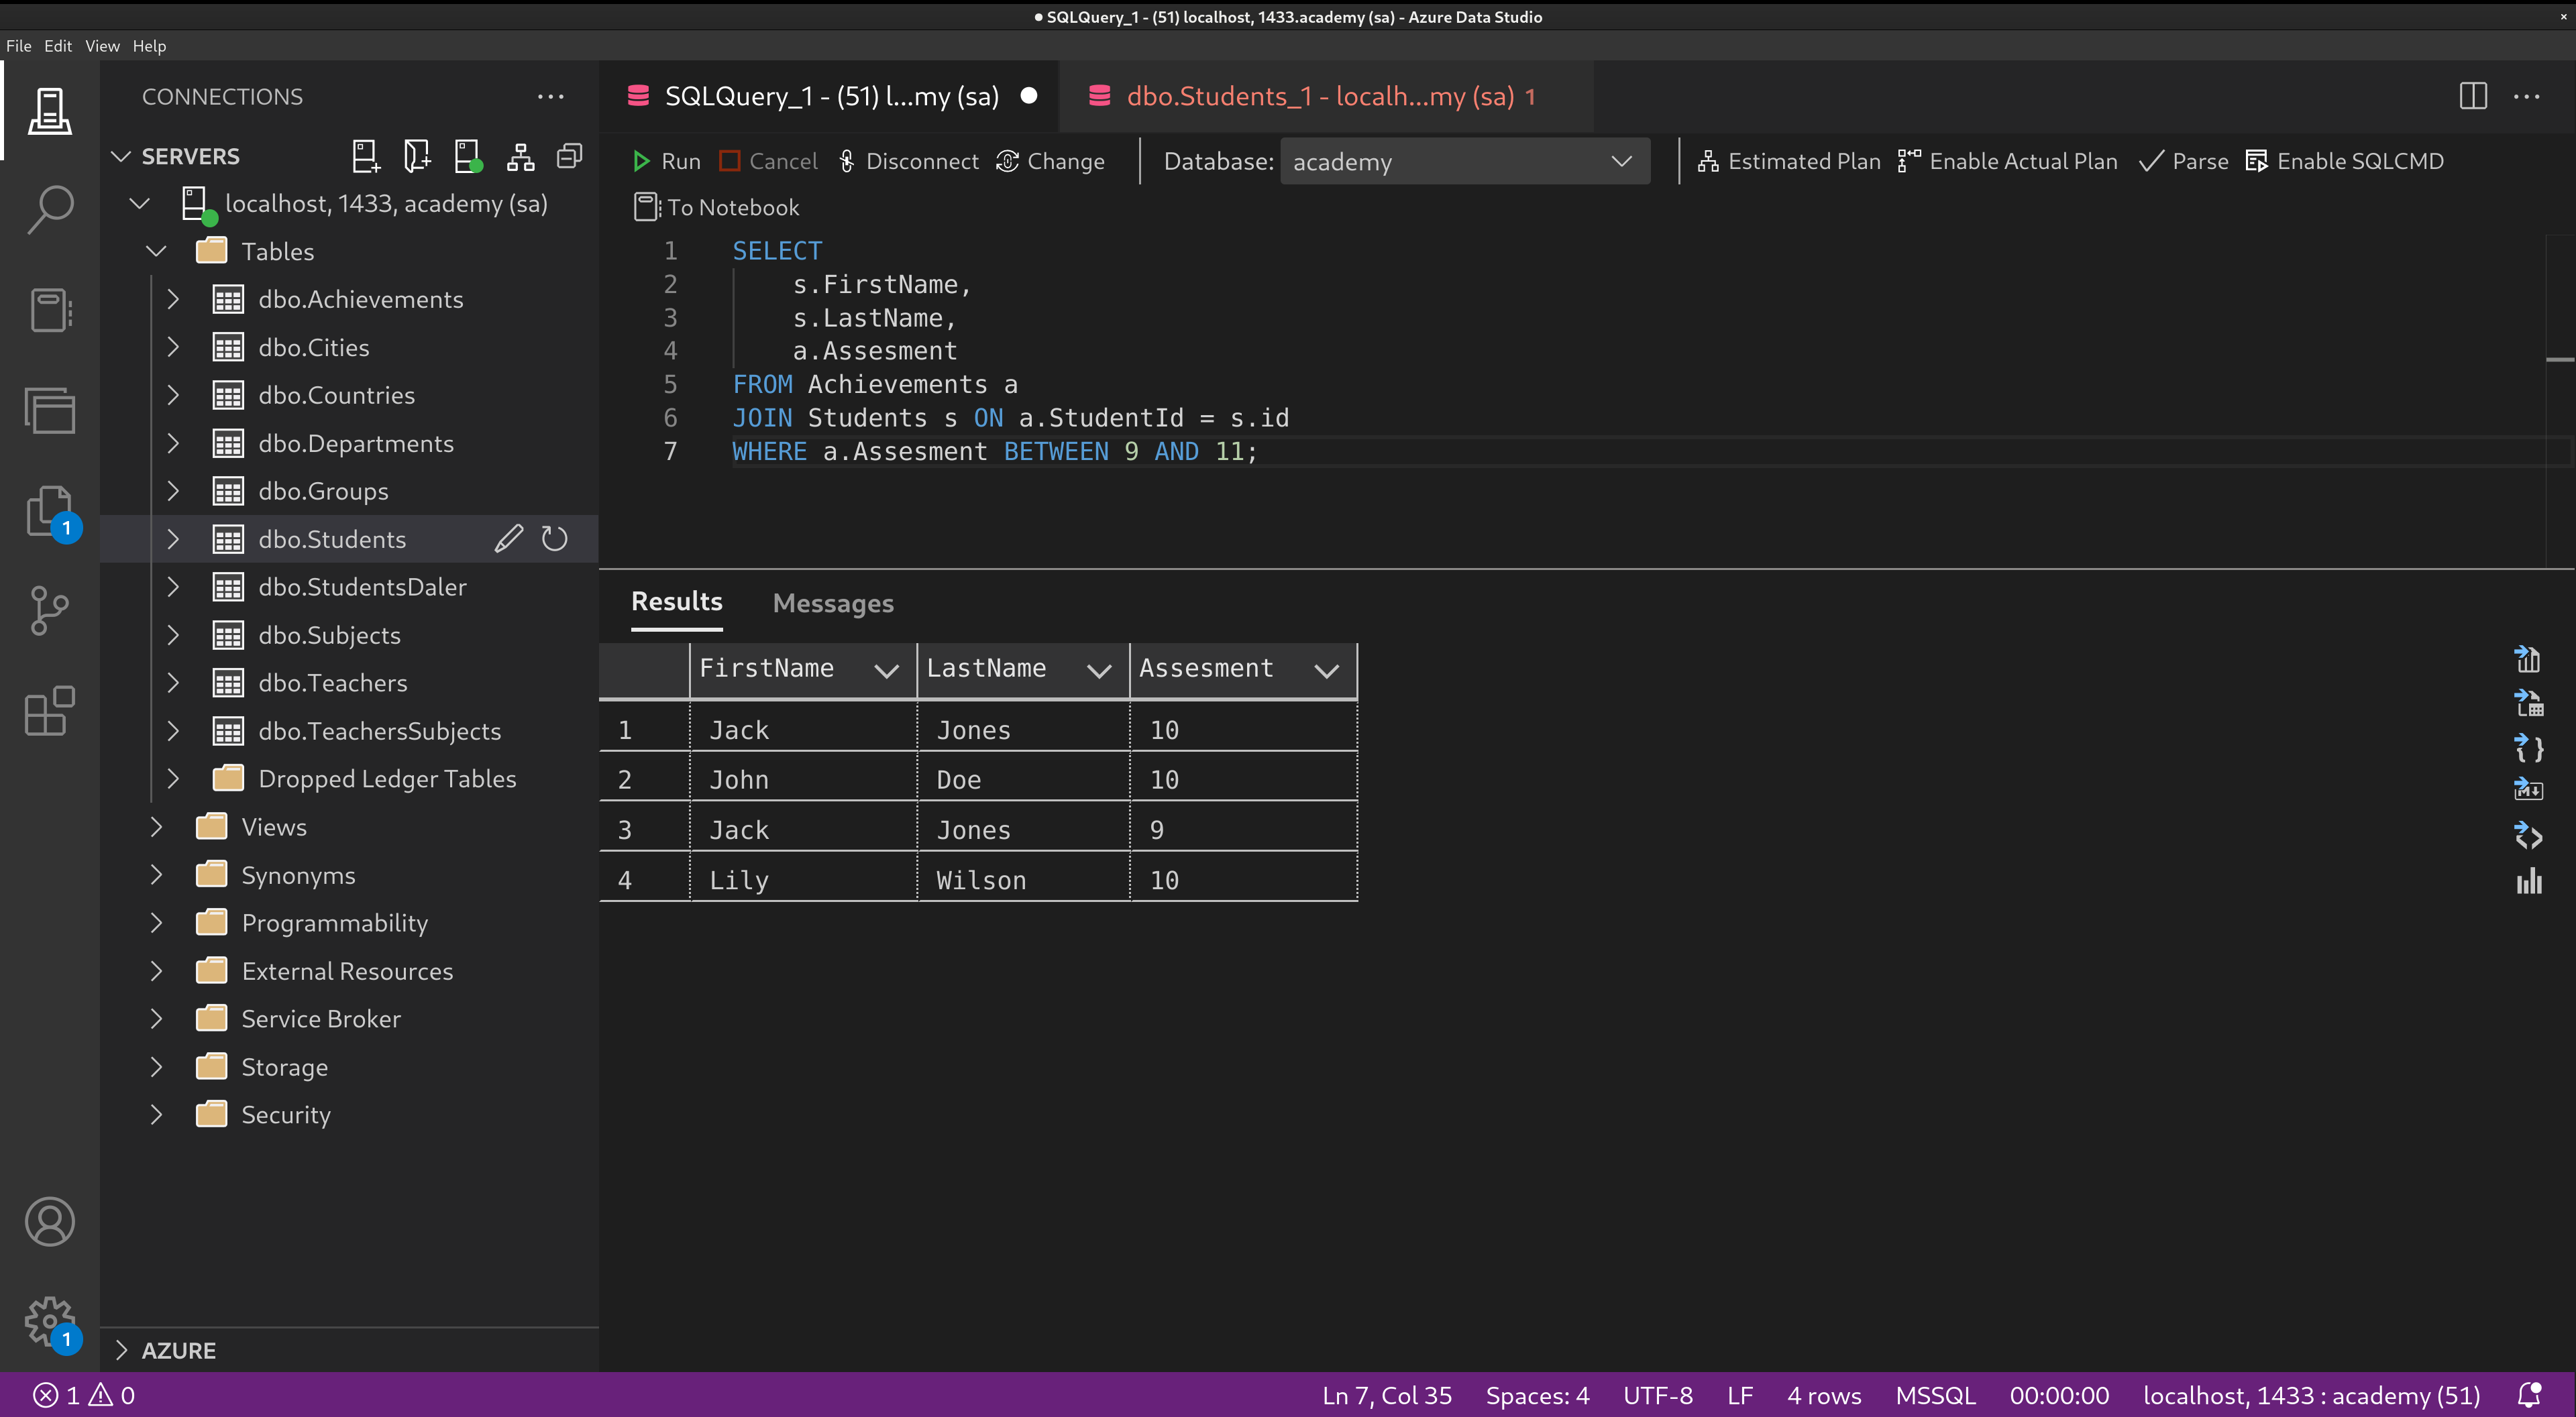 SQLQuery_1 - (51) localhost, 1433.academy (sa) - Azure Data Studio
File Edit View Help
CONNECTIONS
SERVERS
localhost, 1433, academy (sa)
Tables
dbo.Achievements
dbo.Cities
dbo.Countries
dbo.Departments
dbo.Groups
dbo.Students
dbo.StudentsDaler
dbo.Subjects
dbo.Teachers
dbo.TeachersSubjects
Dropped Ledger Tables
Views
Synonyms
Programmability
External Resources
Service Broker
Storage
Security
AZURE
1
1
SQLQuery_1 - (51) l...my (sa)
dbo.Students_1 - localh...my (sa) 1
Run Cancel Disconnect Change Database: academy Estimated Plan Enable Actual Plan Parse Enable SQLCMD
To Notebook
1 SELECT
2 s.FirstName,
3 s.LastName,
4 a.Assesment
5 FROM Achievements a
6 JOIN Students s ON a.StudentId = s.id
7 WHERE a.Assesment BETWEEN 9 AND 11;
Results Messages
FirstName LastName Assesment
1 Jack Jones 10
2 John Doe 10
3 Jack Jones 9
4 Lily Wilson 10
1 0 Ln 7, Col 35 Spaces: 4 UTF-8 LF 4 rows MSSQL 00:00:00 localhost, 1433 : academy (51)